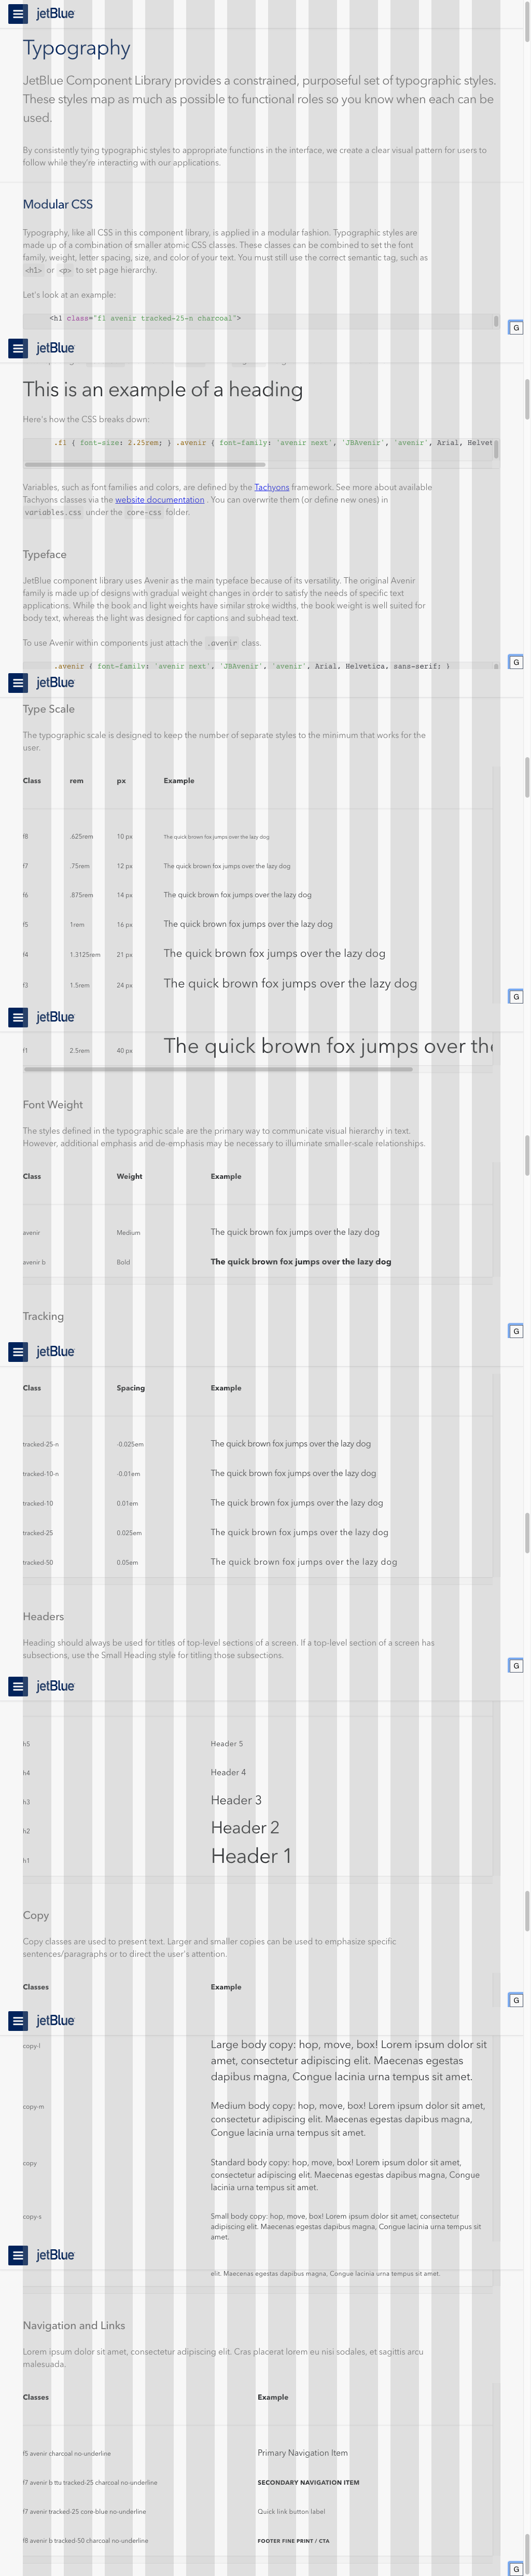 jetBlue
Typography
JetBlue Component Library provides a constrained, purposeful set of typographic styles.
These styles map as much as possible to functional roles so you know when each can be
used.
By consistently tying typographic styles to appropriate functions in the interface, we create a clear visual pattern for users to
follow while they're interacting with our applications.
Modular CSS
Typography, like all CSS in this component library, is applied in a modular fashion. Typographic styles are
made up of a combination of smaller atomic CSS classes. These classes can be combined to set the font
family, weight, letter spacing, size, and color of your text. You must still use the correct semantic tag, such as
<h1> or <p> to set page hierarchy.
Let's look at an example:
<h1 class="f1 avenir tracked-25-n charcoal">
G
jetBlue
This is an example of a heading
Here's how the CSS breaks down:
.f1 { font-size: 2.25rem; } .avenir { font-family: 'avenir next', 'JBAvenir', 'avenir', Arial, Helvet
Variables, such as font families and colors, are defined by the Tachyons framework. See more about available
Tachyons classes via the website documentation . You can overwrite them (or define new ones) in
variables.css under the core-css folder.
Typeface
JetBlue component library uses Avenir as the main typeface because of its versatility. The original Avenir
family is made up of designs with gradual weight changes in order to satisfy the needs of specific text
applications. While the book and light weights have similar stroke widths, the book weight is well suited for
body text, whereas the light was designed for captions and subhead text.
To use Avenir within components just attach the .avenir class.
G
.avenir { font-family: 'avenir next', 'JBAvenir', 'avenir', Arial, Helvetica, sans-serif; }
jetBlue
Type Scale
The typographic scale is designed to keep the number of separate styles to the minimum that works for the
user.
Class rem px Example
f8 .625rem 10 px The quick brown fox jumps over the lazy dog
f7 .75rem 12 px The quick brown fox jumps over the lazy dog
f6 .875rem 14 px The quick brown fox jumps over the lazy dog
f5 1rem 16 px The quick brown fox jumps over the lazy dog
f4 1.3125rem 21 px The quick brown fox jumps over the lazy dog
f3 1.5rem 24 px The quick brown fox jumps over the lazy dog
G
jetBlue
f1 2.5rem 40 px The quick brown fox jumps over the
Font Weight
The styles defined in the typographic scale are the primary way to communicate visual hierarchy in text.
However, additional emphasis and de-emphasis may be necessary to illuminate smaller-scale relationships.
Class Weight Example
avenir Medium The quick brown fox jumps over the lazy dog
avenir b Bold The quick brown fox jumps over the lazy dog
Tracking
G
jetBlue
Class Spacing Example
tracked-25-n -0.025em The quick brown fox jumps over the lazy dog
tracked-10-n -0.01em The quick brown fox jumps over the lazy dog
tracked-10 0.01em The quick brown fox jumps over the lazy dog
tracked-25 0.025em The quick brown fox jumps over the lazy dog
tracked-50 0.05em The quick brown fox jumps over the lazy dog
Headers
Heading should always be used for titles of top-level sections of a screen. If a top-level section of a screen has
subsections, use the Small Heading style for titling those subsections.
G
jetBlue
h5 Header 5
h4 Header 4
h3 Header 3
h2 Header 2
h1 Header 1
Copy
Copy classes are used to present text. Larger and smaller copies can be used to emphasize specific
sentences/paragraphs or to direct the user's attention.
Classes Example
G
jetBlue
copy-l Large body copy: hop, move, box! Lorem ipsum dolor sit
amet, consectetur adipiscing elit. Maecenas egestas
dapibus magna, Congue lacinia urna tempus sit amet.
copy-m Medium body copy: hop, move, box! Lorem ipsum dolor sit amet,
consectetur adipiscing elit. Maecenas egestas dapibus magna,
Congue lacinia urna tempus sit amet.
copy Standard body copy: hop, move, box! Lorem ipsum dolor sit amet,
consectetur adipiscing elit. Maecenas egestas dapibus magna, Congue
lacinia urna tempus sit amet.
copy-s Small body copy: hop, move, box! Lorem ipsum dolor sit amet, consectetur
adipiscing elit. Maecenas egestas dapibus magna, Congue lacinia urna tempus sit
amet.
jetBlue
elit. Maecenas egestas dapibus magna, Congue lacinia urna tempus sit amet.
Navigation and Links
Lorem ipsum dolor sit amet, consectetur adipiscing elit. Cras placerat lorem eu nisi sodales, et sagittis arcu
malesuada.
Classes Example
f5 avenir charcoal no-underline Primary Navigation Item
f7 avenir b ttu tracked-25 charcoal no-underline SECONDARY NAVIGATION ITEM
f7 avenir tracked-25 core-blue no-underline Quick link button label
f8 avenir b tracked-50 charcoal no-underline FOOTER FINE PRINT / CTA
G